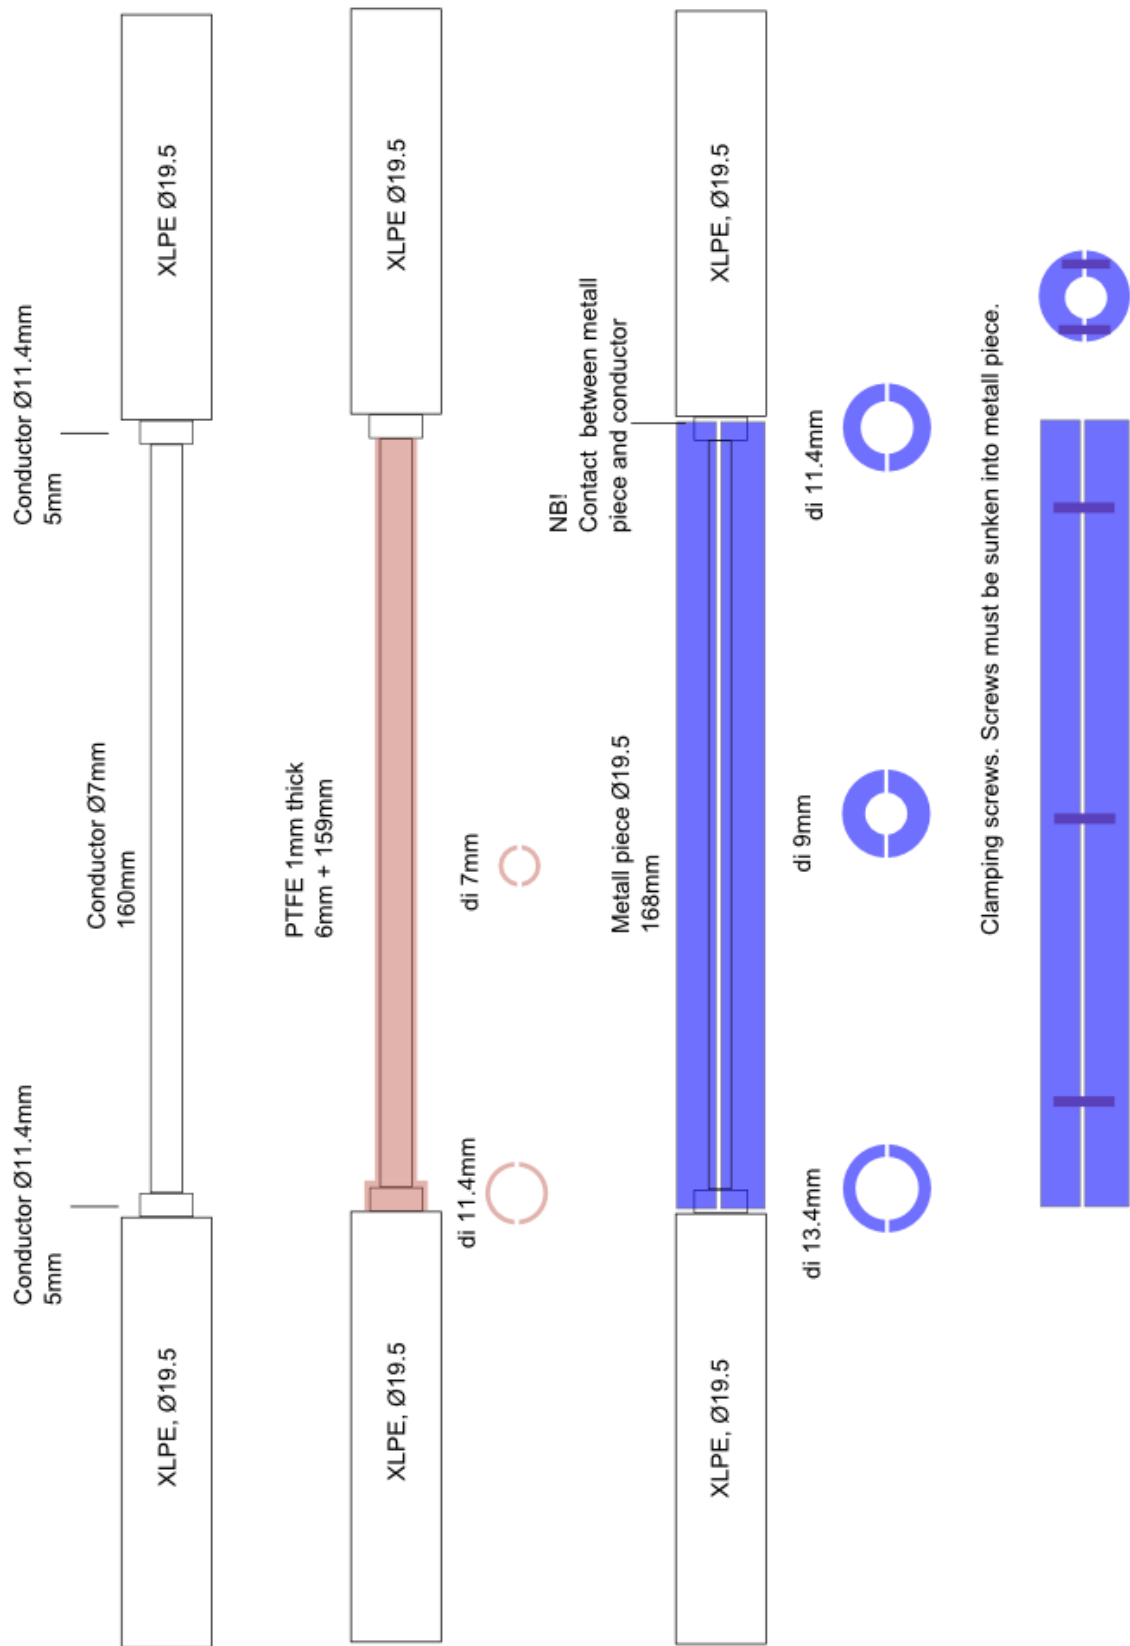 Conductor Ø11.4mm
5mm
Conductor Ø7mm
160mm
Conductor Ø11.4mm
5mm
XLPE, Ø19.5
XLPE Ø19.5
PTFE 1mm thick
6mm + 159mm
XLPE, Ø19.5
XLPE Ø19.5
di 11.4mm
di 7mm
NB!
Contact between metall
piece and conductor
Metall piece Ø19.5
168mm
XLPE, Ø19.5
XLPE, Ø19.5
di 13.4mm
di 9mm
di 11.4mm
Clamping screws. Screws must be sunken into metall piece.